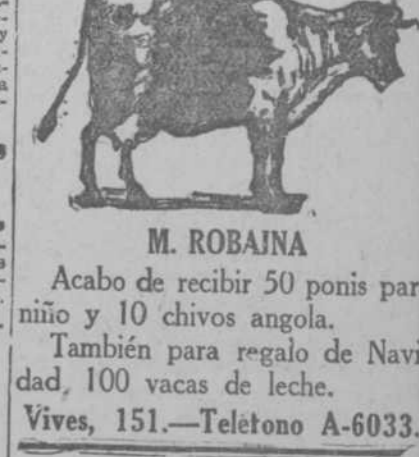 M. ROBAINA
Acabo de recibir 50 ponis par
niño y 10 chivos angola.
También para regalo de Navi
dad, 100 vacas de leche.
Vives, 151.—Teléfono A-6033.